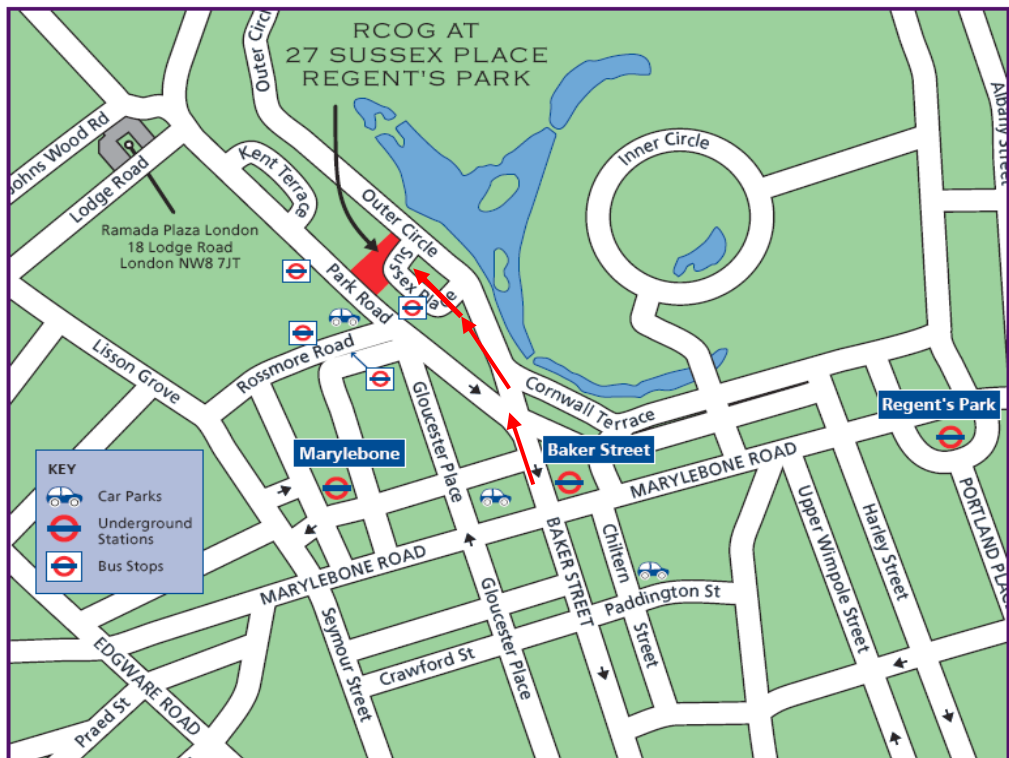 RCOG AT
27 SUSSEX PLACE
REGENT'S PARK
Outer Circ
Albany Street
Johns Wood Rd
Lodge Road
Kent Terrace
Inner Circle
Outer Circle
Sussex Place
Ramada Plaza London
18 Lodge Road
London NW8 7JT
Park Road
Lisson Grove
Rossmore Road
Gloucester Place
Cornwall Terrace
Regent's Park
Marylebone
Baker Street
MARYLEBONE ROAD
KEY
Car Parks
Underground
Stations
Bus Stops
MARYLEBONE ROAD
BAKER STREET
Chiltern
Street
Upper Wimpole Street
Harley Street
PORTLAND PLAC
Paddington St
Seymour Street
Gloucester Place
Crawford St
EDGWARE ROAD
Praed St